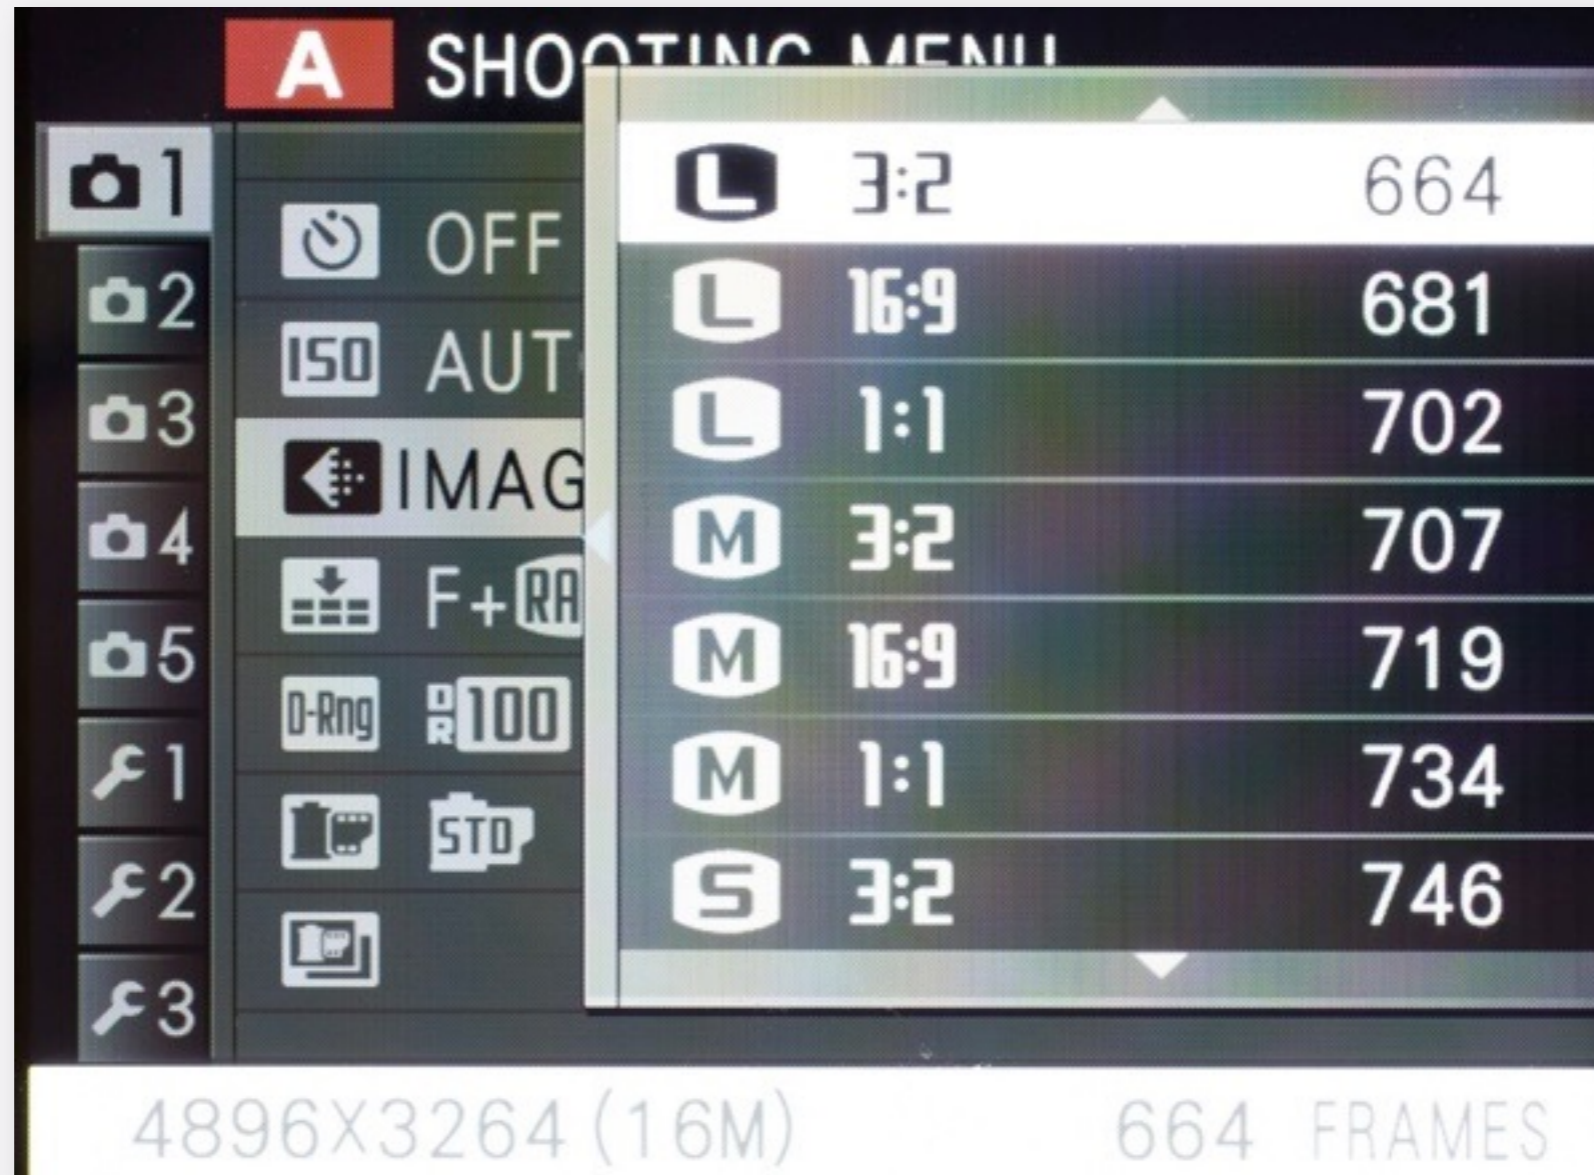 A SHOOTING MENU
1
2
3
4
5
1
2
3
OFF
ISO AUT
IMAG
F+RA
D-Rng DR100
STD
L 3:2 664
L 16:9 681
L 1:1 702
M 3:2 707
M 16:9 719
M 1:1 734
S 3:2 746
4896X3264(16M) 664 FRAMES